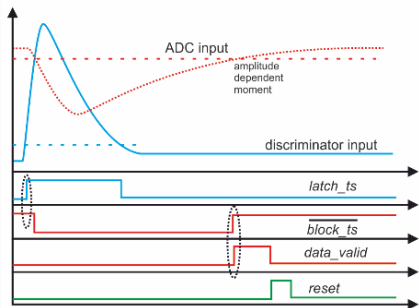 ADC input
amplitude
dependent
moment
discriminator input
latch_ts
block_ts
data_valid
reset